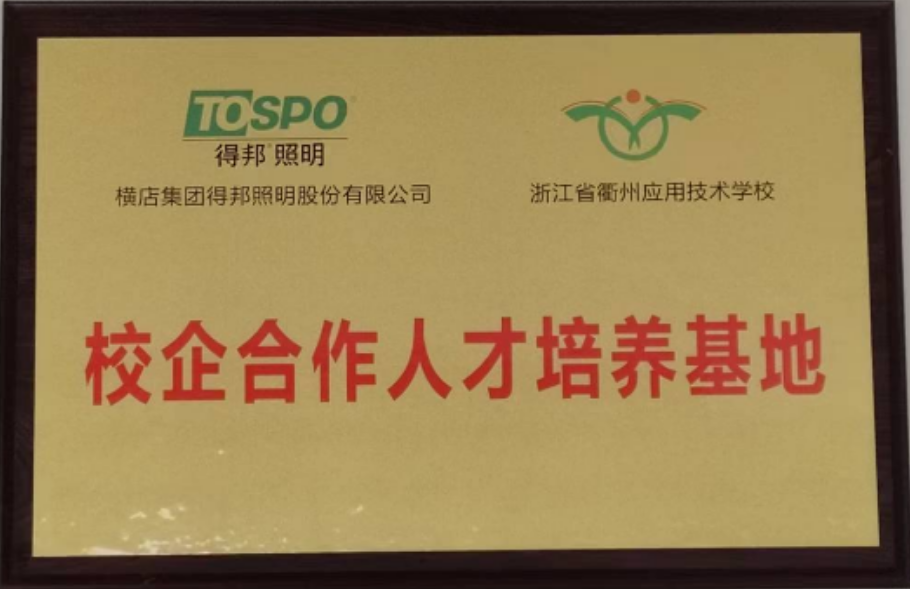 TOSPO
得邦照明
横店集团得邦照明股份有限公司
浙江省衢州应用技术学校
校企合作人才培养基地